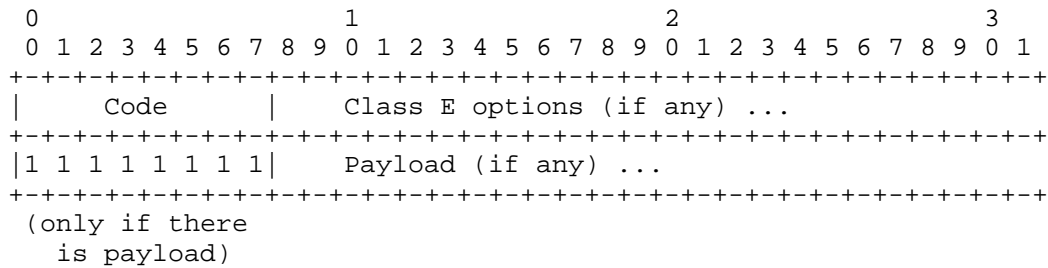 0                   1                   2                   3
 0 1 2 3 4 5 6 7 8 9 0 1 2 3 4 5 6 7 8 9 0 1 2 3 4 5 6 7 8 9 0 1
+-+-+-+-+-+-+-+-+-+-+-+-+-+-+-+-+-+-+-+-+-+-+-+-+-+-+-+-+-+-+-+-+
|     Code      |    Class E options (if any) ...
+-+-+-+-+-+-+-+-+-+-+-+-+-+-+-+-+-+-+-+-+-+-+-+-+-+-+-+-+-+-+-+-+
|1 1 1 1 1 1 1 1|    Payload (if any) ...
+-+-+-+-+-+-+-+-+-+-+-+-+-+-+-+-+-+-+-+-+-+-+-+-+-+-+-+-+-+-+-+-+
 (only if there
   is payload)